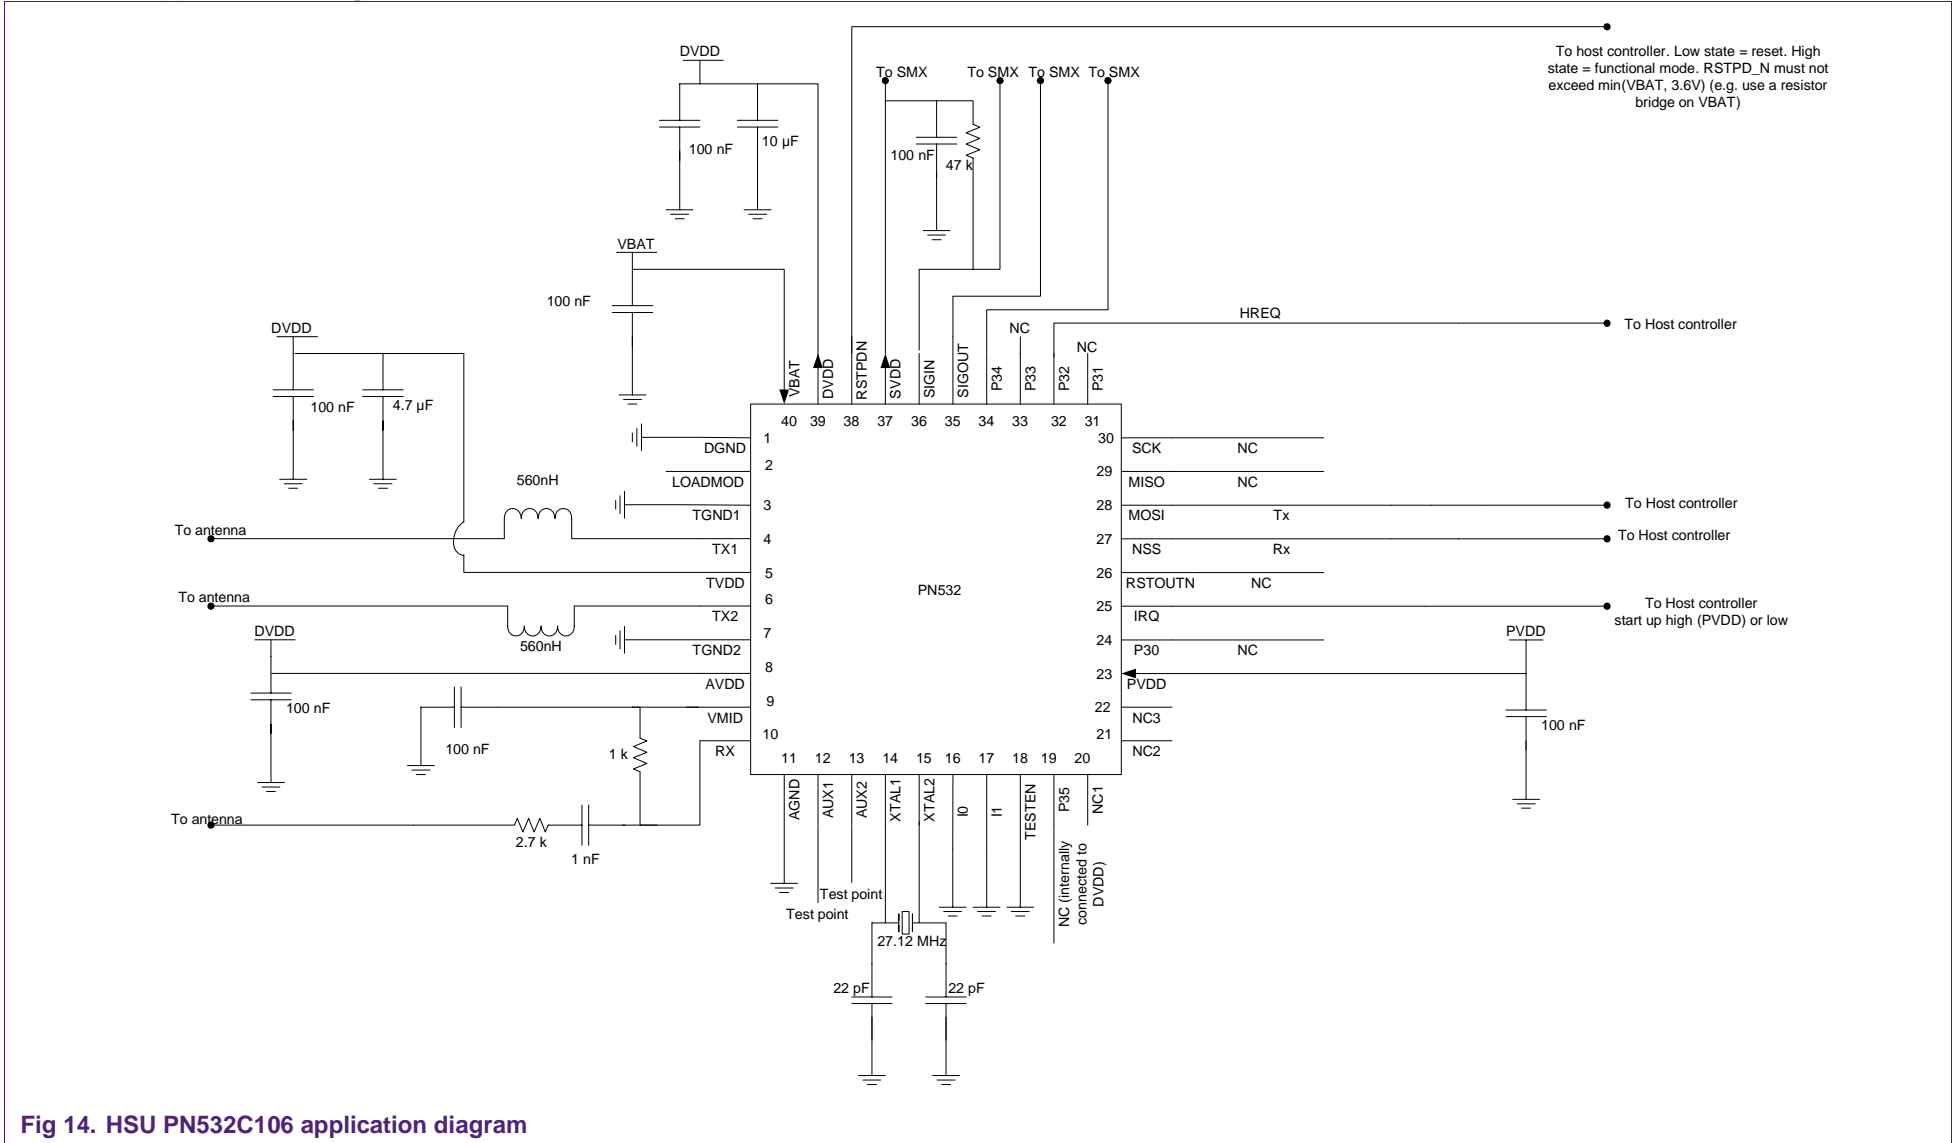 DVDD
To SMX
To SMX
To SMX
To SMX
To host controller. Low state = reset. High
state = functional mode. RSTPD_N must not
exceed min(VBAT, 3.6V) (e.g. use a resistor
bridge on VBAT)
100 nF
10 µF
100 nF
47 k
VBAT
100 nF
HREQ
To Host controller
DVDD
100 nF
4.7 µF
NC
NC
VBAT
DVDD
RSTPDN
SVDD
SIGIN
SIGOUT
P34
P33
P32
P31
40
39
38
37
36
35
34
33
32
31
1
DGND
2
LOADMOD
3
TGND1
560nH
To antenna
4
TX1
5
TVDD
To antenna
6
TX2
560nH
7
TGND2
DVDD
8
AVDD
100 nF
9
VMID
100 nF
10
RX
1 k
To antenna
2.7 k
1 nF
PN532
30
SCK
NC
29
MISO
NC
28
MOSI
Tx
To Host controller
27
NSS
Rx
To Host controller
26
RSTOUTN
NC
25
IRQ
To Host controller
start up high (PVDD) or low
24
P30
NC
PVDD
23
PVDD
100 nF
22
NC3
21
NC2
11
12
13
14
15
16
17
18
19
20
AGND
AUX1
AUX2
XTAL1
XTAL2
I0
I1
TESTEN
P35
NC1
NC (internally
connected to
DVDD)
Test point
Test point
27.12 MHz
22 pF
22 pF
Fig 14. HSU PN532C106 application diagram